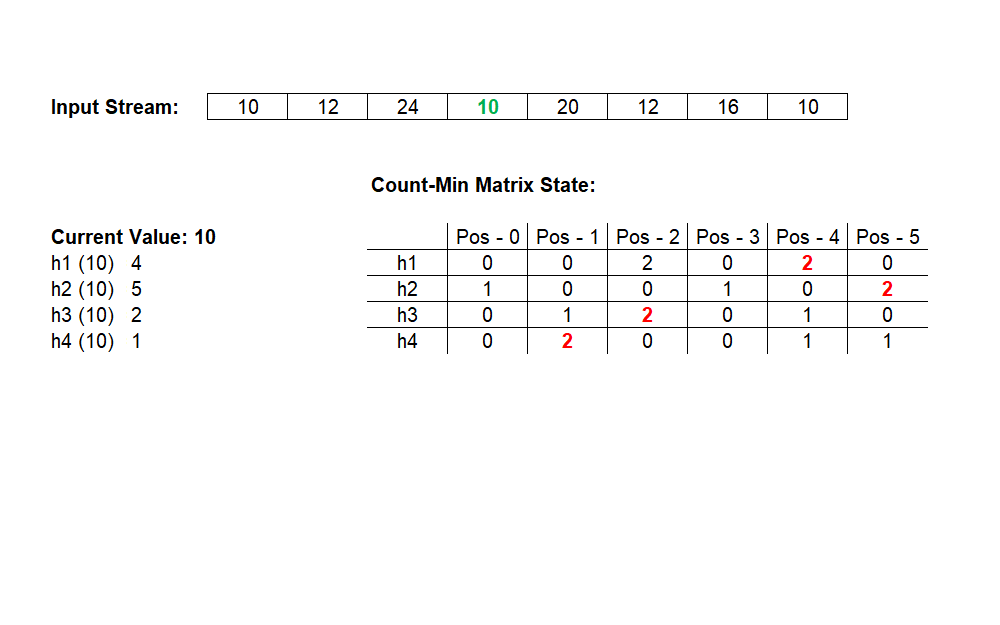 Input Stream: 10 12 24 10 20 12 16 10
Count-Min Matrix State:
Current Value: 10 Pos - 0 Pos - 1 Pos - 2 Pos - 3 Pos - 4 Pos - 5
h1 (10) 4 h1 0 0 2 0 2 0
h2 (10) 5 h2 1 0 0 1 0 2
h3 (10) 2 h3 0 1 2 0 1 0
h4 (10) 1 h4 0 2 0 0 1 1